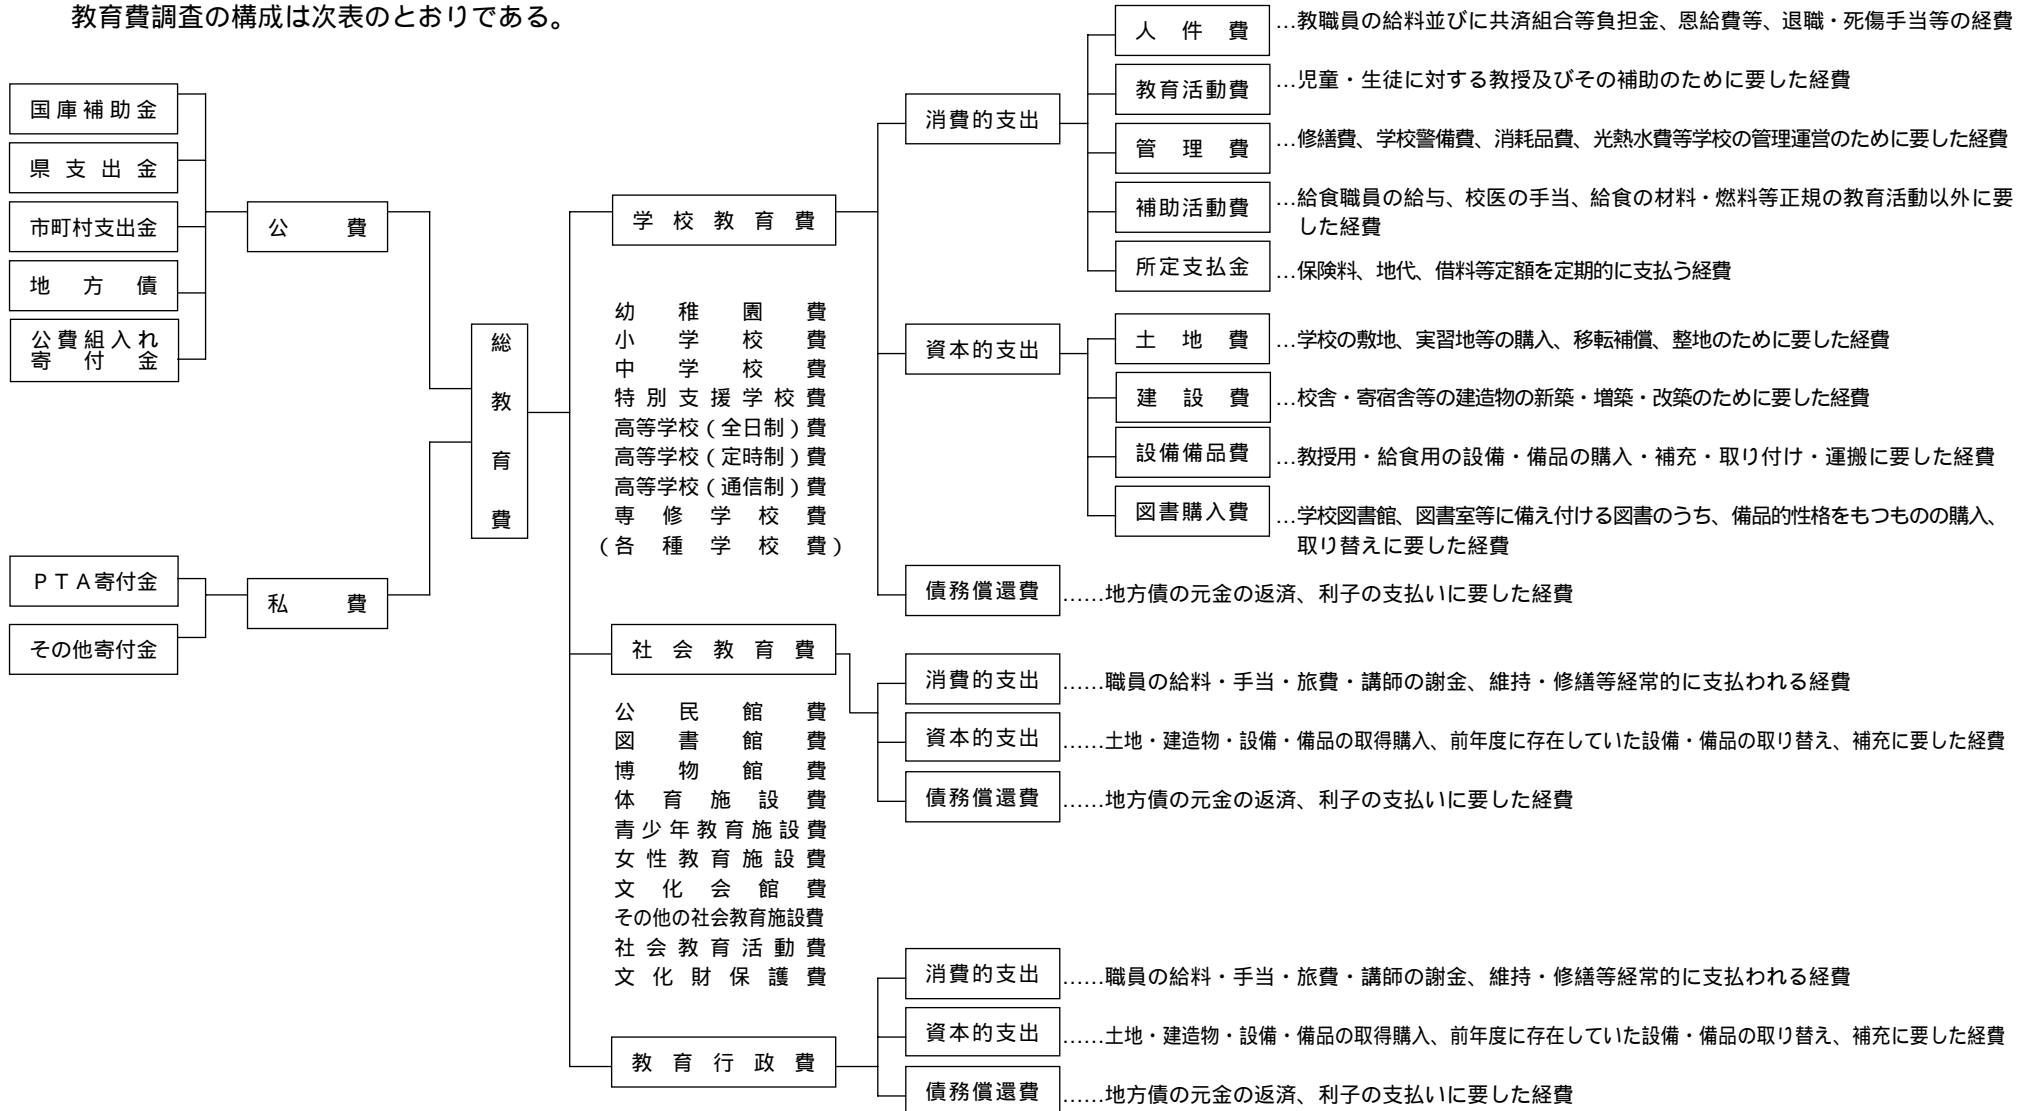 教育費調査の構成は次表のとおりである。
国庫補助金
県支出金
市町村支出金
地方債
公費組入れ
寄付金
公費
PTA寄付金
その他寄付金
私費
総教育費
学校教育費
幼稚園費
小学校費
中学校費
特別支援学校費
高等学校(全日制)費
高等学校(定時制)費
高等学校(通信制)費
専修学校費
(各種学校費)
消費的支出
人件費…教職員の給料並びに共済組合等負担金、恩給費等、退職・死傷手当等の経費
教育活動費…児童・生徒に対する教授及びその補助のために要した経費
管理費…修繕費、学校警備費、消耗品費、光熱水費等学校の管理運営のために要した経費
補助活動費…給食職員の給与、校医の手当、給食の材料・燃料等正規の教育活動以外に要
した経費
所定支払金…保険料、地代、借料等定額を定期的に支払う経費
資本的支出
土地費…学校の敷地、実習地等の購入、移転補償、整地のために要した経費
建設費…校舎・寄宿舎等の建造物の新築・増築・改築のために要した経費
設備備品費…教授用・給食用の設備・備品の購入・補充・取り付け・運搬に要した経費
図書購入費…学校図書館、図書室等に備え付ける図書のうち、備品的性格をもつものの購入、
取り替えに要した経費
債務償還費……地方債の元金の返済、利子の支払いに要した経費
社会教育費
公民館費
図書館費
博物館費
体育施設費
青少年教育施設費
女性教育施設費
文化会館費
その他の社会教育施設費
社会教育活動費
文化財保護費
消費的支出……職員の給料・手当・旅費・講師の謝金、維持・修繕等経常的に支払われる経費
資本的支出……土地・建造物・設備・備品の取得購入、前年度に存在していた設備・備品の取り替え、補充に要した経費
債務償還費……地方債の元金の返済、利子の支払いに要した経費
教育行政費
消費的支出……職員の給料・手当・旅費・講師の謝金、維持・修繕等経常的に支払われる経費
資本的支出……土地・建造物・設備・備品の取得購入、前年度に存在していた設備・備品の取り替え、補充に要した経費
債務償還費……地方債の元金の返済、利子の支払いに要した経費